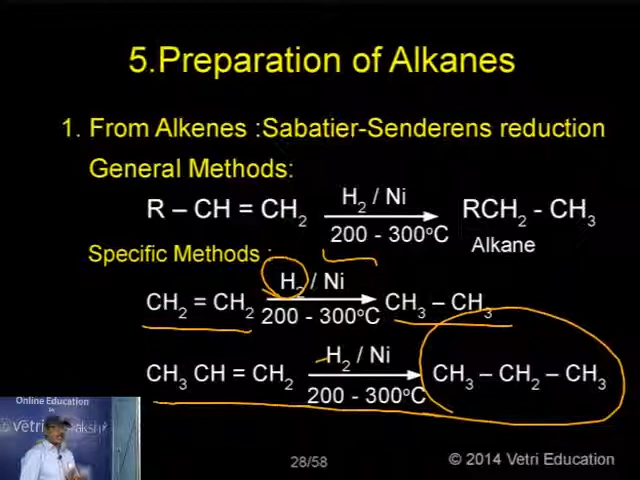 5.Preparation of Alkanes
1. From Alkenes :Sabatier-Senderens reduction
General Methods:
R – CH = CH₂ H₂ / Ni 200 - 300°C RCH₂ - CH₃
Alkane
Specific Methods :
CH₂ = CH₂ H₂ / Ni 200 - 300°C CH₃ – CH₃
CH₃ CH = CH₂ H₂ / Ni 200 - 300°C CH₃ – CH₂ – CH₃
Online Education
28/58
© 2014 Vetri Education